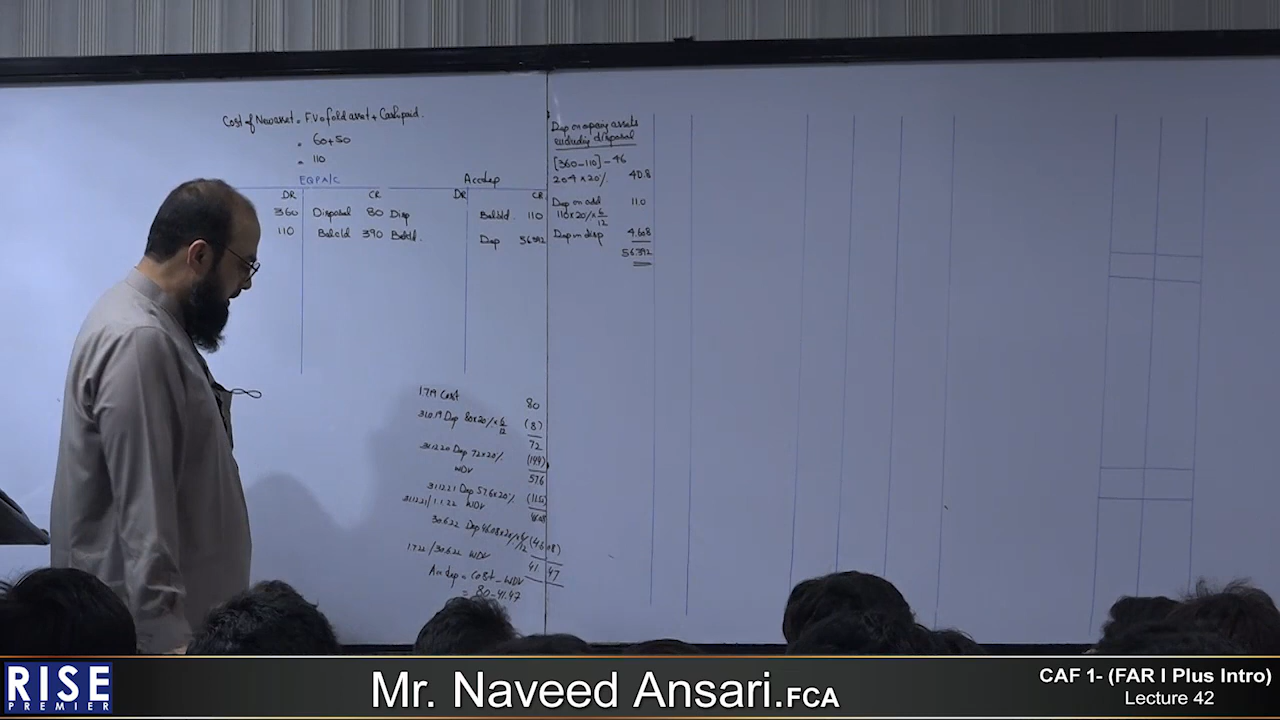 Cost of New asset = F.V of old asset + Cash paid.
= 60+50
= 110
EQP A/C
DR CR
360 Disposal 80
110 Bal c/d 390
Acc dep
DR CR
Disp Bal b/d. 110
Bal c/d. Dep 56.392
Dep on opening assets
excluding disposal
[360-110] - 46
204 x 20% 40.8
Dep on add 11.0
110x20%x 6/12
Dep on disp 4.608
56.392
1.7.19 Cost 80
31.12.19 Dep 80x20%x 6/12 (8)
72
31.12.20 Dep 72x20% (14.4)
WDV 57.6
31.12.21 Dep 57.6x20% (11.52)
31.12.21/1.1.22 WDV 46.08
30.6.22 Dep 46.08x20%x6/12 (4.608)
1.7.22/30.6.22 WDV 41.47
Acc dep = Cost - WDV
= 80-41.47
RISE
PREMIER
Mr. Naveed Ansari.FCA
CAF 1- (FAR I Plus Intro)
Lecture 42